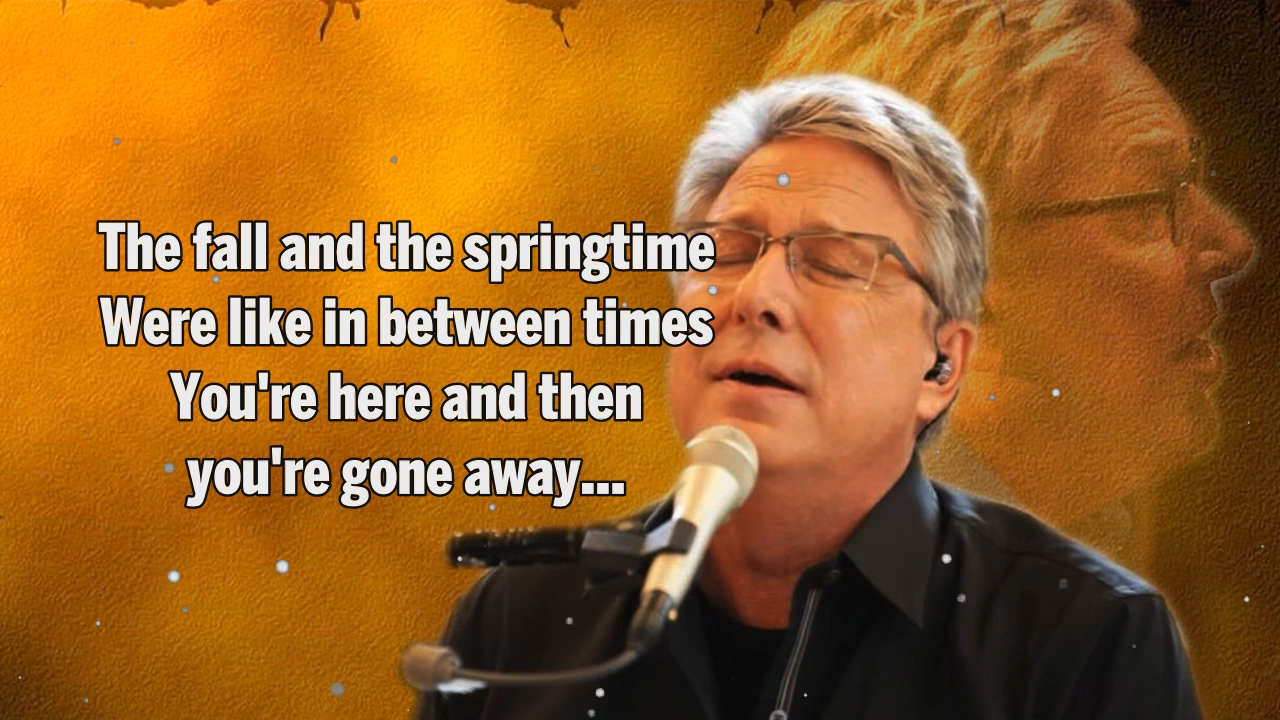 The fall and the springtime
Were like in between times
You're here and then
you're gone away...